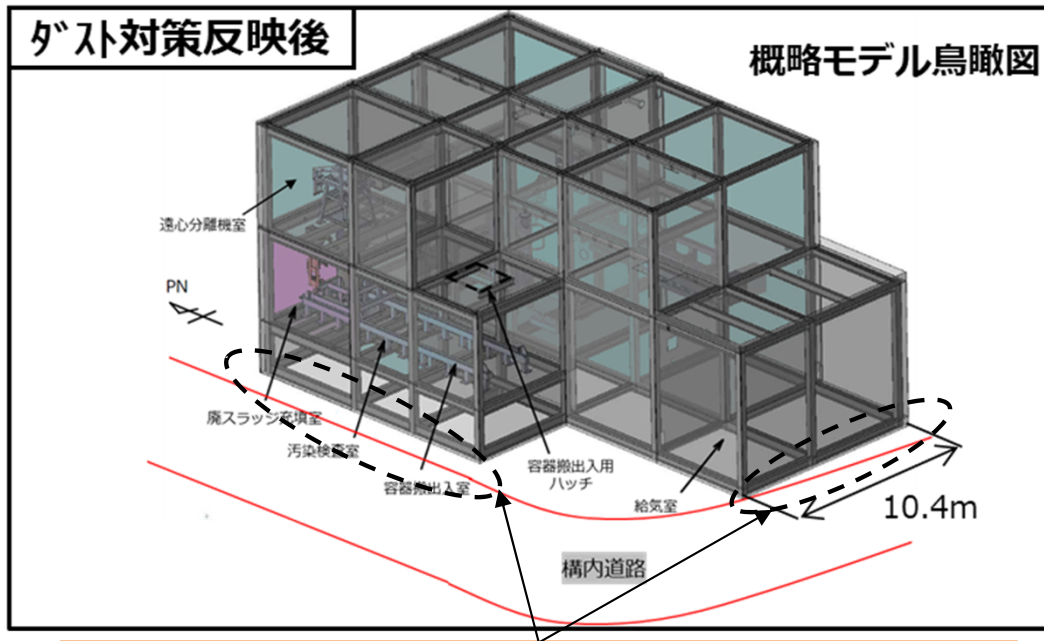 ダスト対策反映後
概略モデル鳥瞰図
遠心分離機室
PN
廃スラッジ充填室
汚染検査室
容器搬出入室
容器搬出入用
ハッチ
給気室
10.4m
構内道路